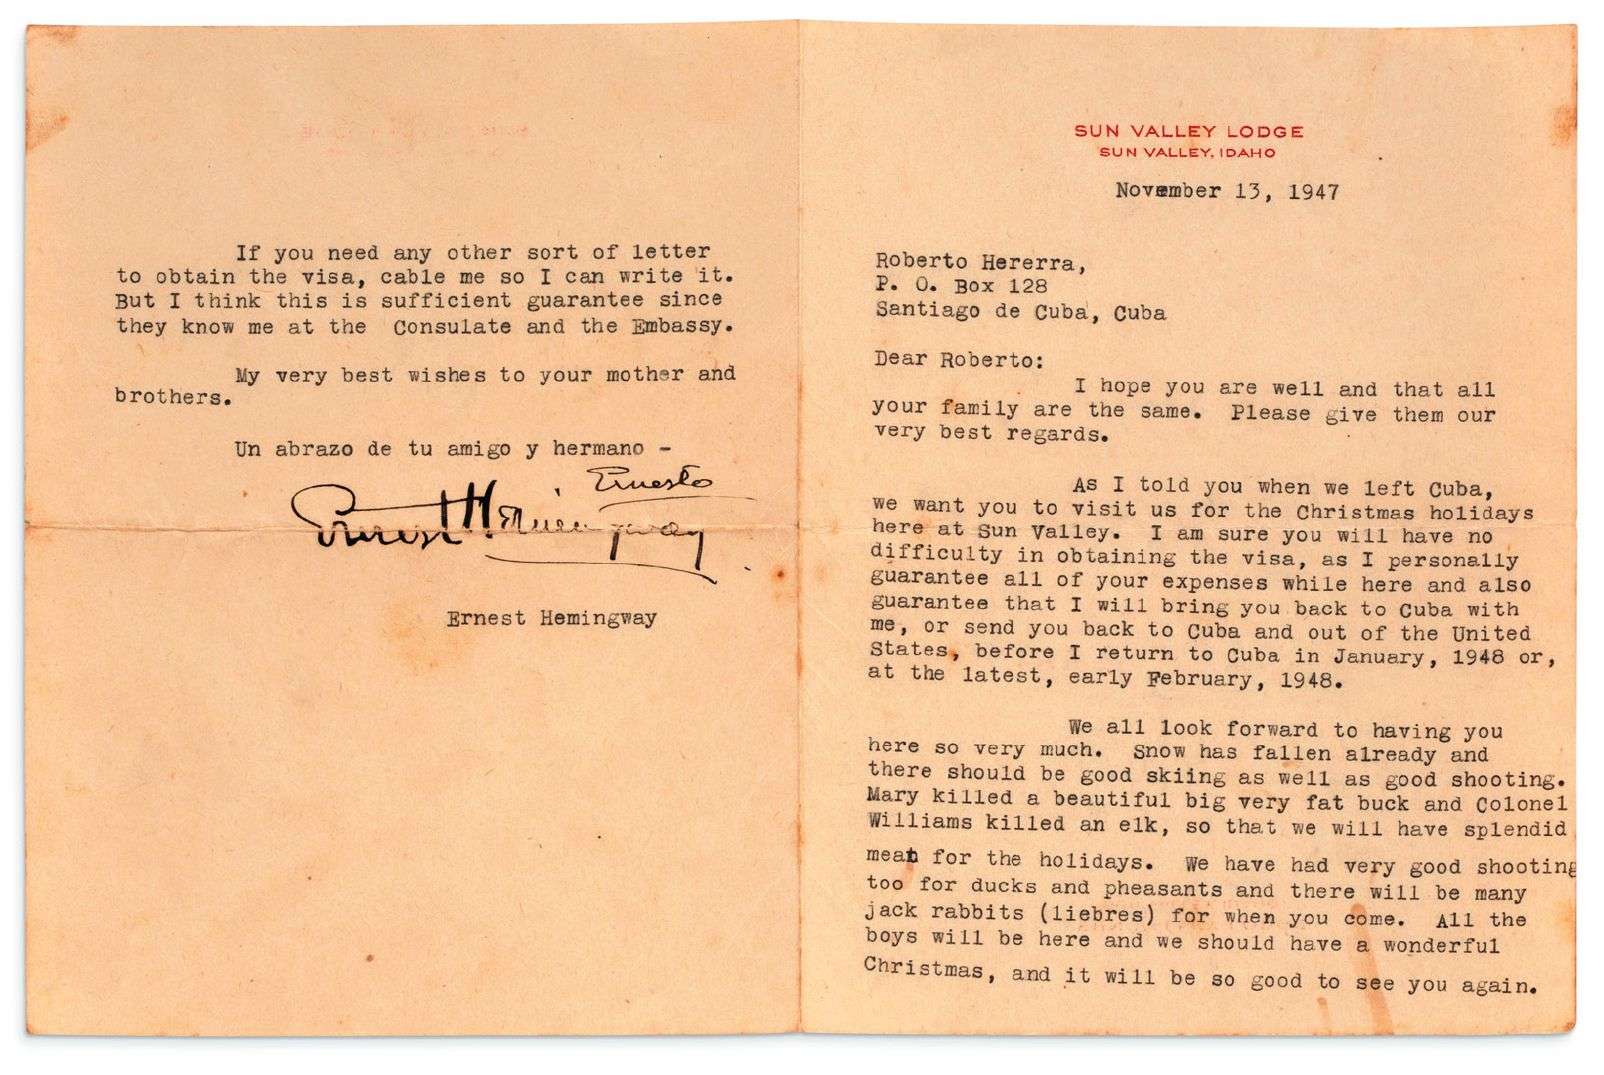 SUN VALLEY LODGE
SUN VALLEY, IDAHO
November 13, 1947
Roberto Hererra,
P. O. Box 128
Santiago de Cuba, Cuba
Dear Roberto:
I hope you are well and that all
your family are the same. Please give them our
very best regards.
As I told you when we left Cuba,
we want you to visit us for the Christmas holidays
here at Sun Valley. I am sure you will have no
difficulty in obtaining the visa, as I personally
guarantee all of your expenses while here and also
guarantee that I will bring you back to Cuba with
me, or send you back to Cuba and out of the United
States, before I return to Cuba in January, 1948 or,
at the latest, early February, 1948.
We all look forward to having you
here so very much. Snow has fallen already and
there should be good skiing as well as good shooting.
Mary killed a beautiful big very fat buck and Colonel
Williams killed an elk, so that we will have splendid
meat for the holidays. We have had very good shooting
too for ducks and pheasants and there will be many
jack rabbits (liebres) for when you come. All the
boys will be here and we should have a wonderful
Christmas, and it will be so good to see you again.
If you need any other sort of letter
to obtain the visa, cable me so I can write it.
But I think this is sufficient guarantee since
they know me at the Consulate and the Embassy.
My very best wishes to your mother and
brothers.
Un abrazo de tu amigo y hermano -
Ernesto
Ernest Hemingway
Ernest Hemingway